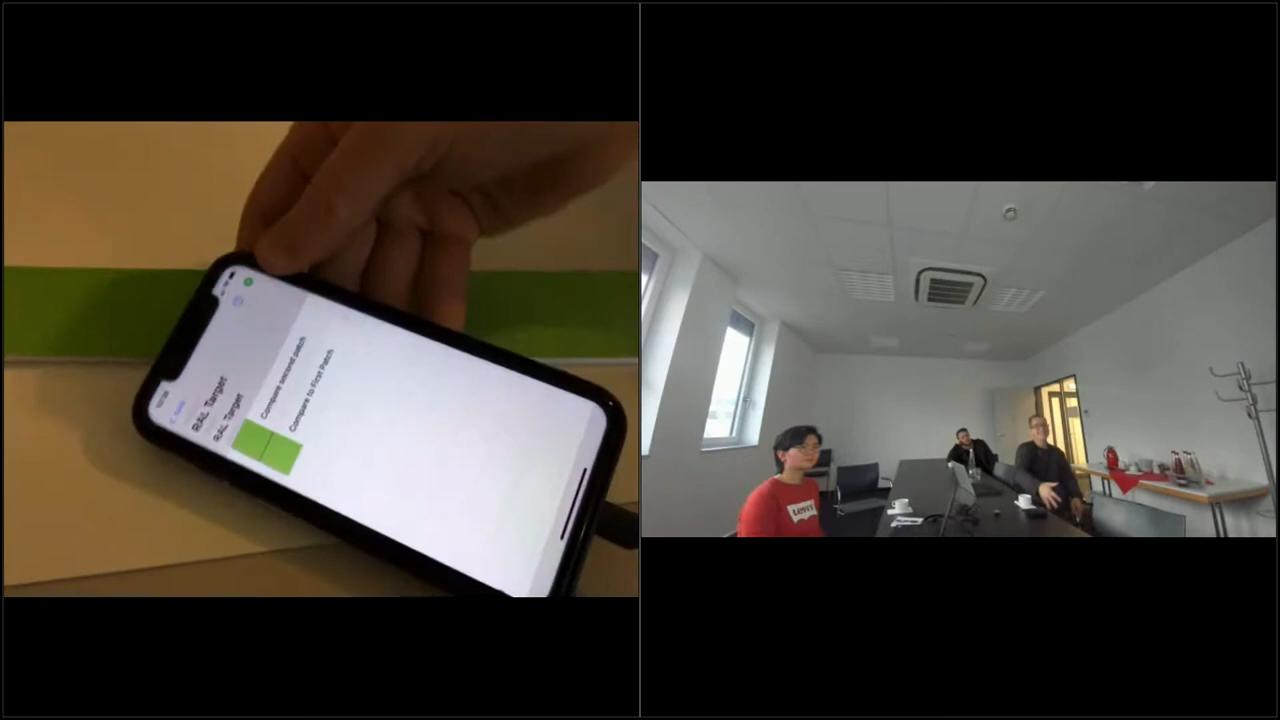 RAL Target
RAL Target
Compare second patch
Compare to First Patch
Levi's